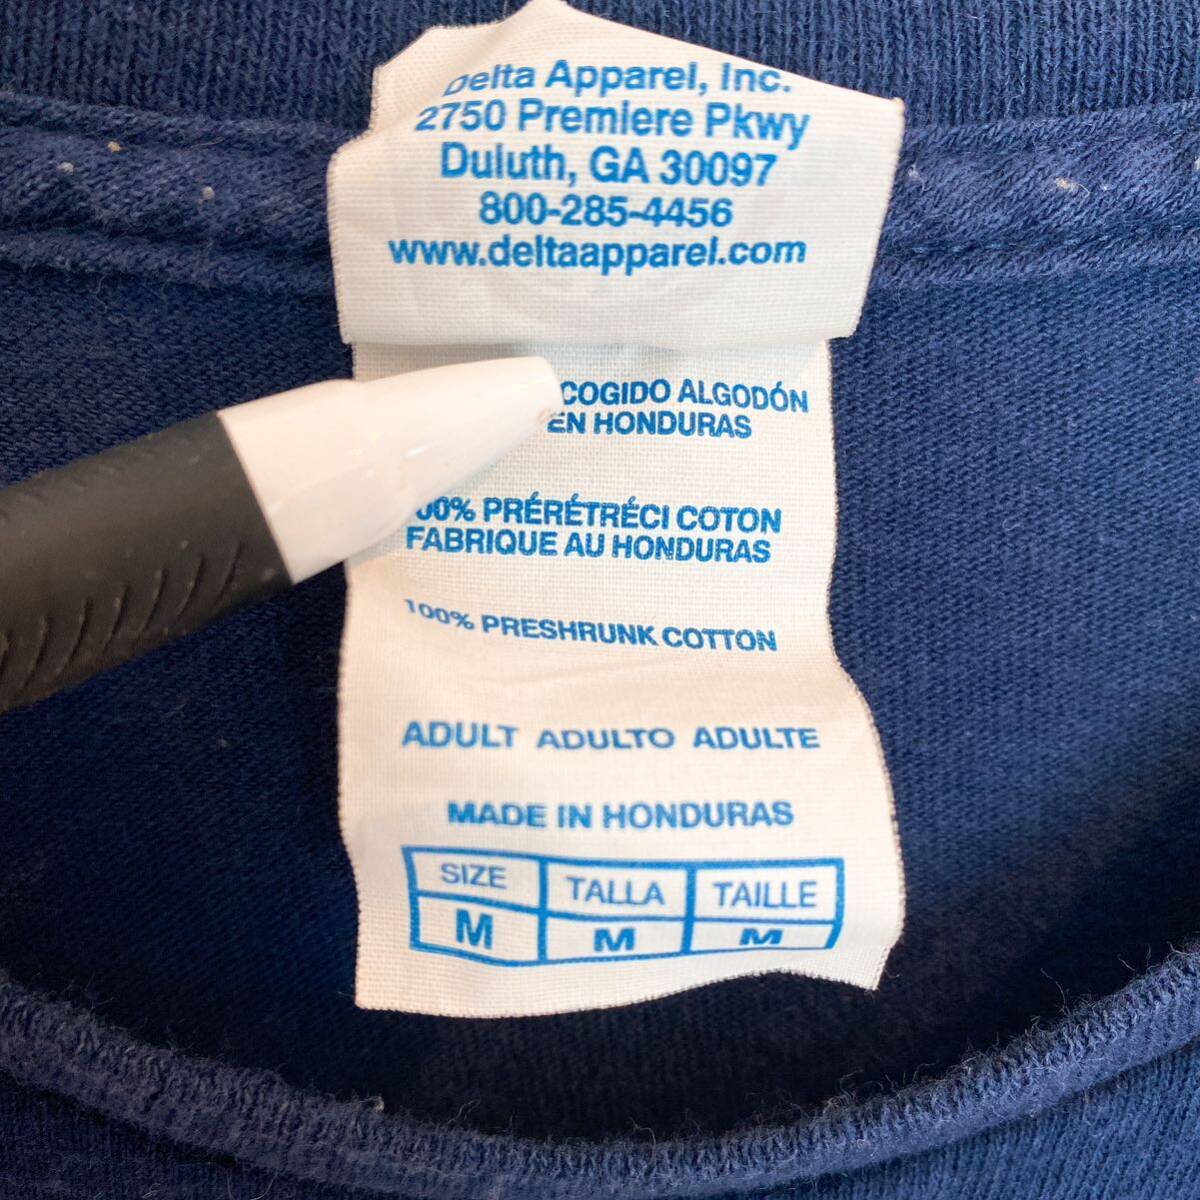 Delta Apparel, Inc.
2750 Premiere Pkwy
Duluth, GA 30097
800-285-4456
www.deltaapparel.com
COGIDO ALGODÓN
EN HONDURAS
00% PRÉRÉTRÉCI COTON
FABRIQUE AU HONDURAS
100% PRESHRUNK COTTON
ADULT ADULTO ADULTE
MADE IN HONDURAS
SIZE TALLA TAILLE
M M M